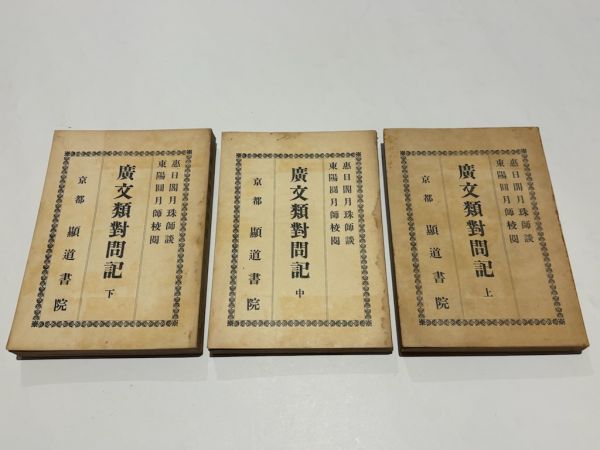 惠日閣月珠師談
東陽圓月師校閲
廣文類對問記 上
京都 顯道書院
惠日閣月珠師談
東陽圓月師校閲
廣文類對問記 中
京都 顯道書院
惠日閣月珠師談
東陽圓月師校閲
廣文類對問記 下
京都 顯道書院